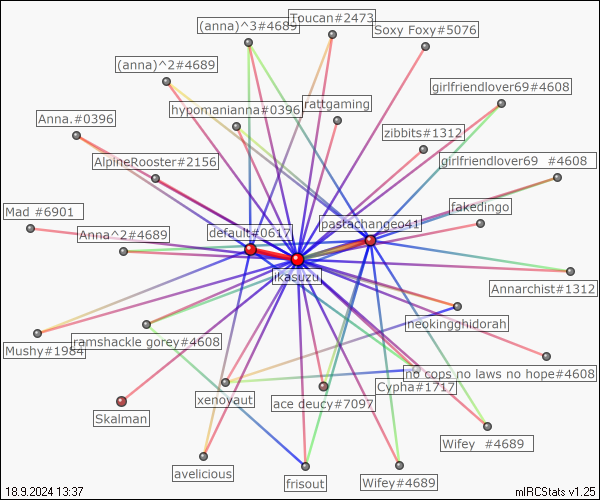 (anna)^3#4689
Toucan#2473
Soxy Foxy#5076
(anna)^2#4689
girlfriendlover69#4608
hypomanianna#0396
rattgaming
Anna.#0396
zibbits#1312
AlpineRooster#2156
girlfriendlover69 #4608
Mad #6901
fakedingo
pastachangeo41
Anna^2#4689
default#0617
ikasuzu
Annarchist#1312
neokingghidorah
ramshackle gorey#4608
Mushy#1984
no cops no laws no hope#4608
Cypha#1717
xenoyaut
ace deucy#7097
Skalman
Wifey #4689
avelicious
frisout
Wifey#4689
18.9.2024 13:37
mIRCStats v1.25